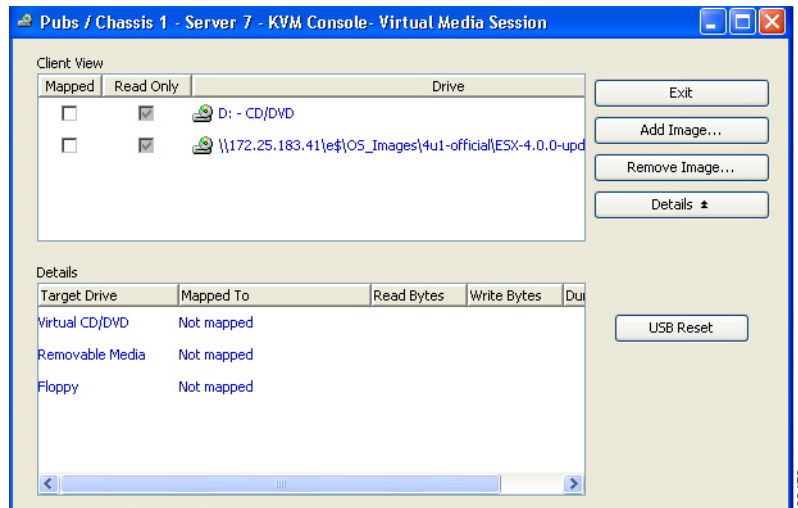 Pubs / Chassis 1 - Server 7 - KVM Console- Virtual Media Session
Client View
Mapped Read Only Drive
D: - CD/DVD
\\172.25.183.41\e$\OS_Images\4u1-official\ESX-4.0.0-upd
Exit
Add Image...
Remove Image...
Details
Details
Target Drive Mapped To Read Bytes Write Bytes Dur
Virtual CD/DVD Not mapped
Removable Media Not mapped
Floppy Not mapped
USB Reset